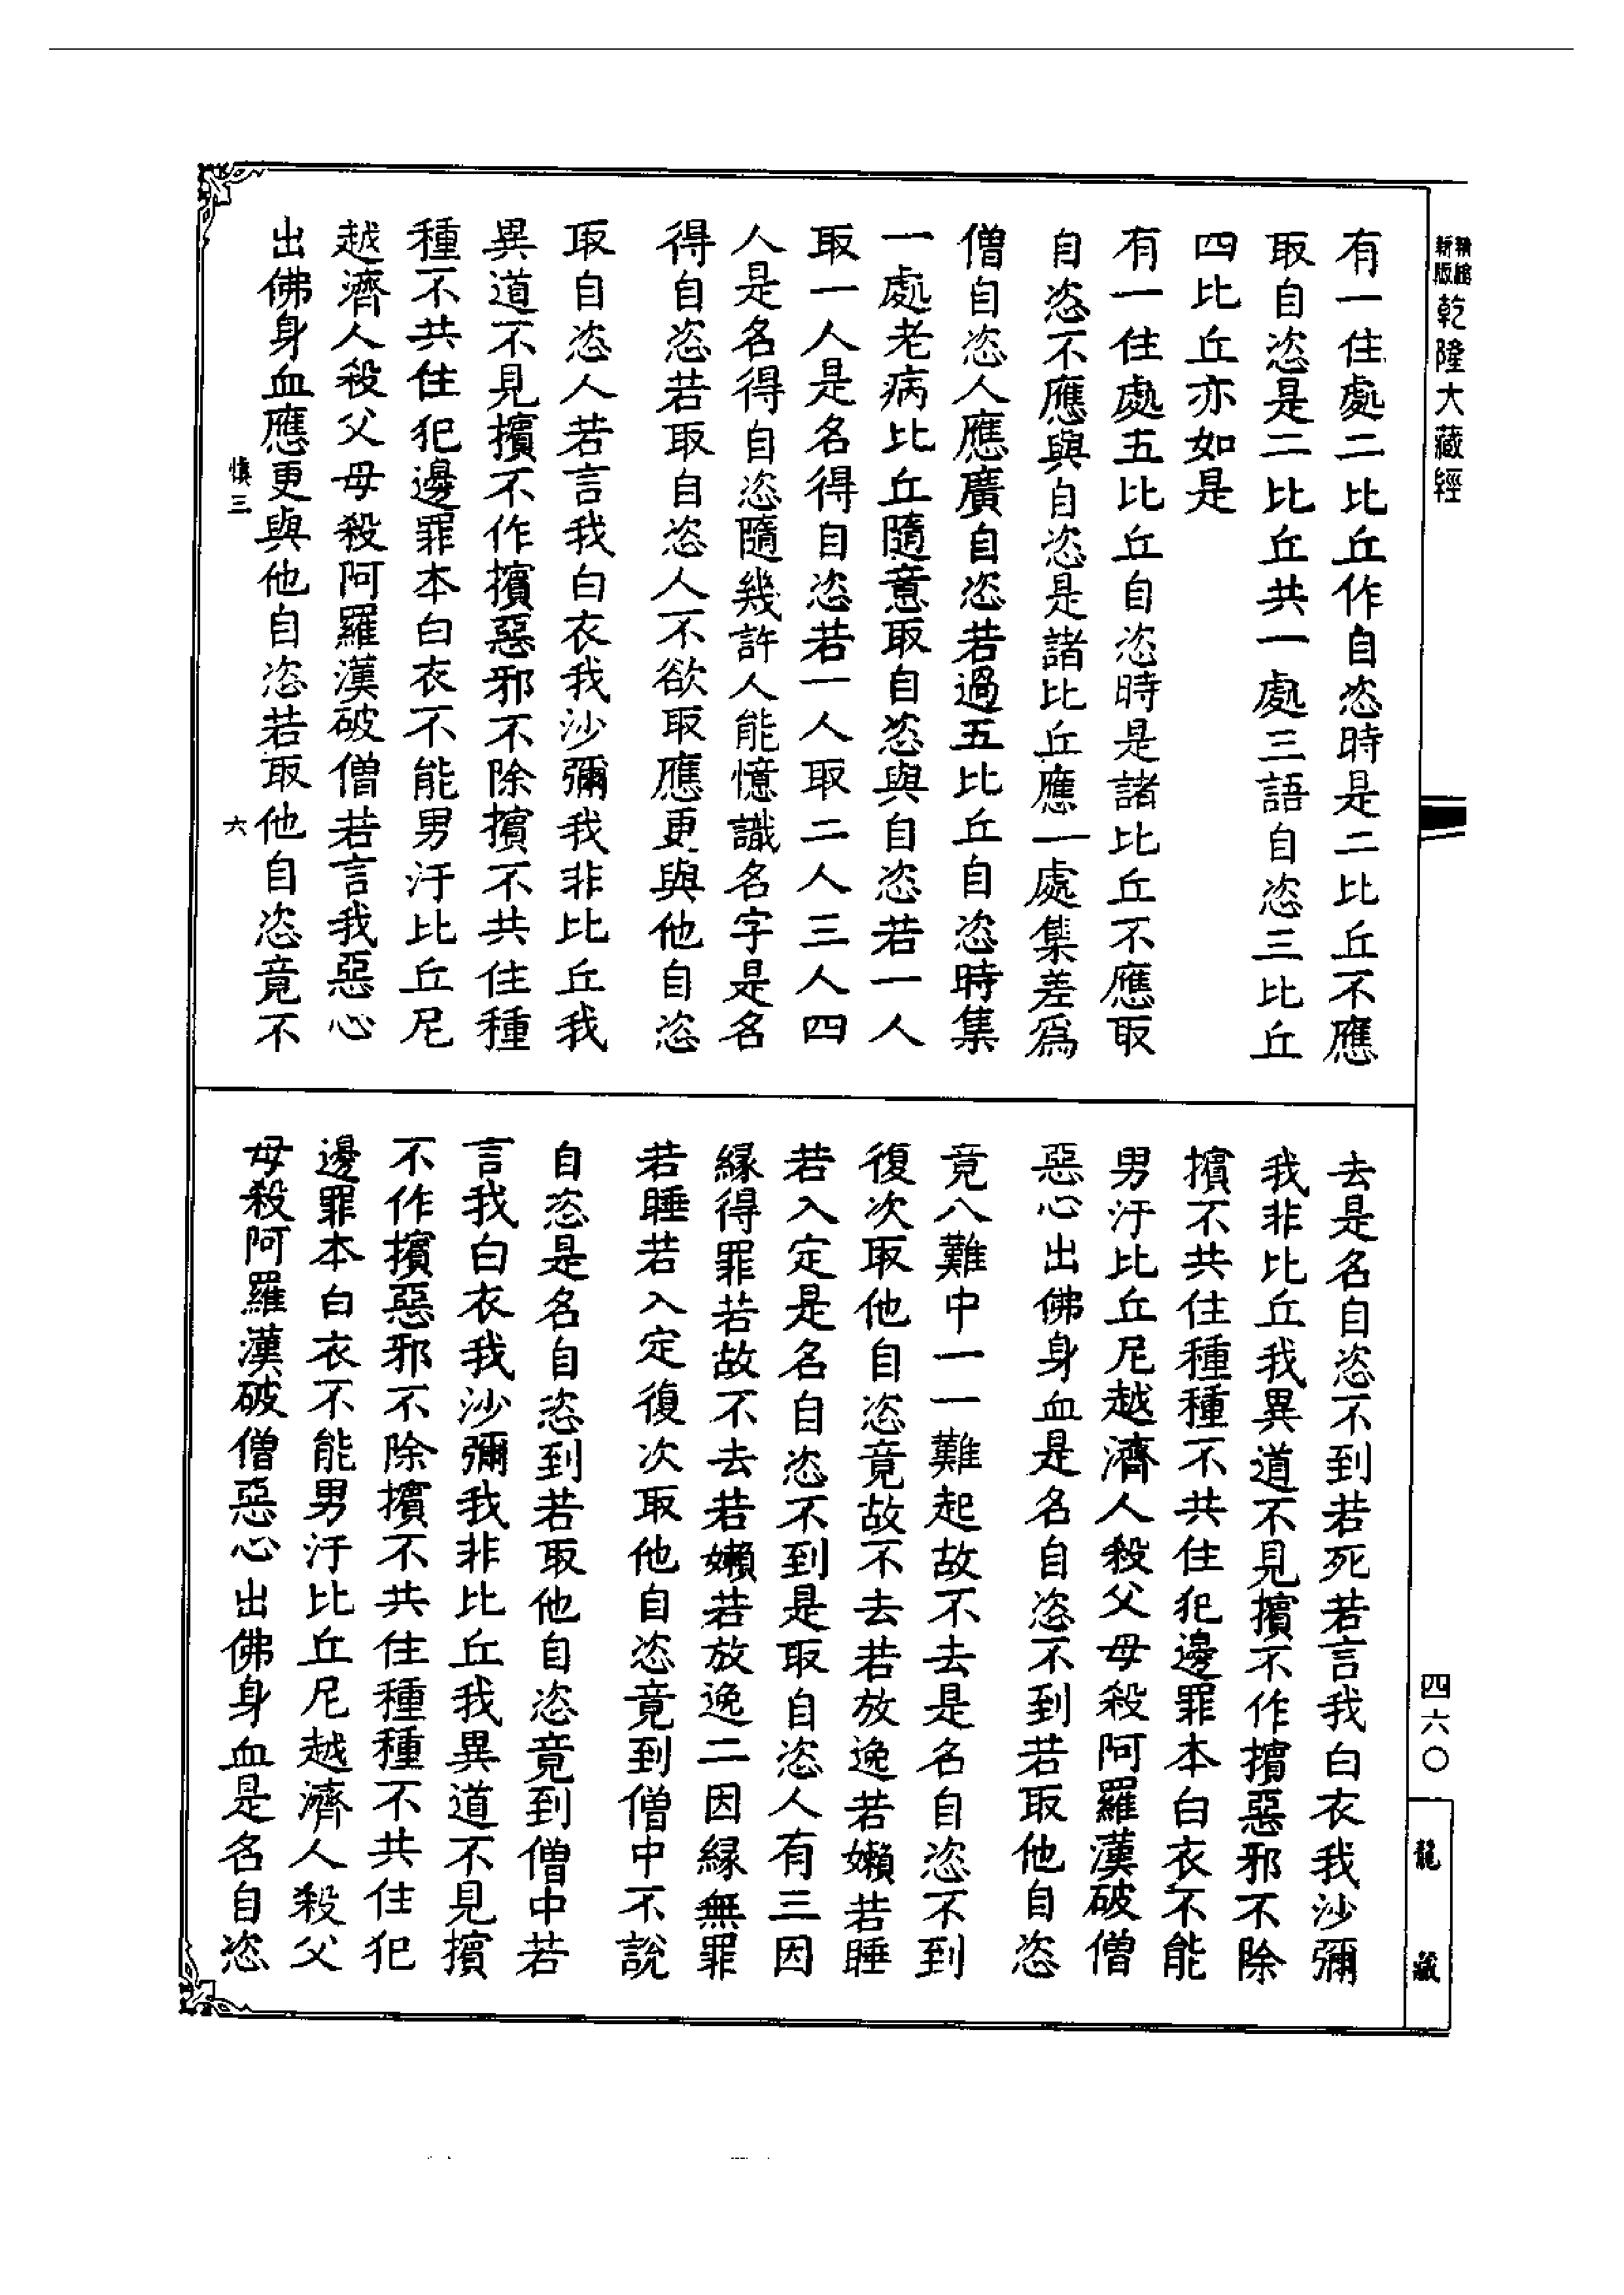 精繪新版乾隆大藏經
有一住處二比丘作自恣時是二比丘不應
取自恣是二比丘共一處三語自恣三比丘
四比丘亦如是
有一住處五比丘自恣時是諸比丘不應取
自恣不應與自恣是諸比丘應一處集差為
僧自恣人應廣自恣若過五比丘自恣時集
一處老病比丘隨意取自恣與自恣若一人
取一人是名得自恣若一人取二人三人四
人是名得自恣隨幾許人能憶識名字是名
得自恣若取自恣人不欲取應更與他自恣
取自恣人若言我白衣我沙彌我非比丘我
異道不見擯不作擯惡邪不除擯不共住種
種不共住犯邊罪本白衣不能男汙比丘尼
越濟人殺父母殺阿羅漢破僧若言我惡心
出佛身血應更與他自恣若取他自恣竟不
慎三
六
去是名自恣不到若死若言我白衣我沙彌
我非比丘我異道不見擯不作擯惡邪不除
擯不共住種種不共住犯邊罪本白衣不能
男汙比丘尼越濟人殺父母殺阿羅漢破僧
惡心出佛身血是名自恣不到若取他自恣
竟八難中一一難起故不去是名自恣不到
復次取他自恣竟故不去若放逸若嬾若睡
若入定是名自恣不到是取自恣人有三因
緣得罪若故不去若嬾若放逸二因緣無罪
若睡若入定復次取他自恣竟到僧中不說
自恣是名自恣到若取他自恣竟到僧中若
言我白衣我沙彌我非比丘我異道不見擯
不作擯惡邪不除擯不共住種種不共住犯
邊罪本白衣不能男汙比丘尼越濟人殺父
母殺阿羅漢破僧惡心出佛身血是名自恣
四六〇
龍藏